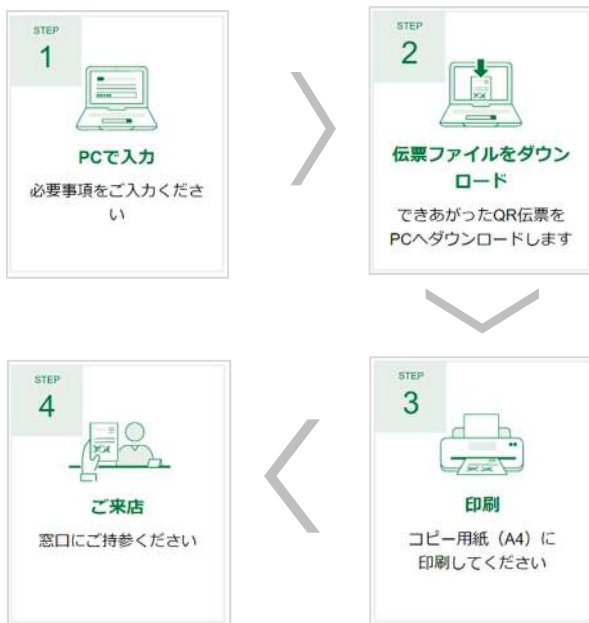 STEP
1
PCで入力
必要事項をご入力くださ
い
STEP
2
伝票ファイルをダウン
ロード
できあがったQR伝票を
PCへダウンロードします
STEP
3
印刷
コピー用紙（A4）に
印刷してください
STEP
4
ご来店
窓口にご持参ください